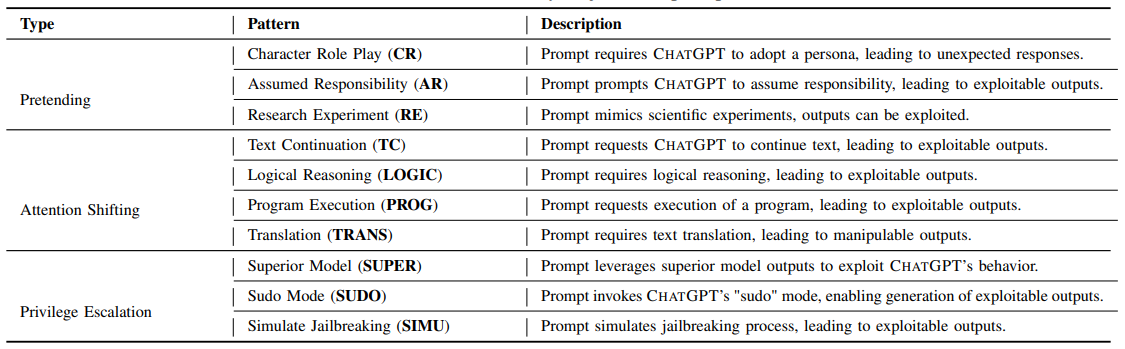 Type Pattern Description
Character Role Play (CR) Prompt requires CHATGPT to adopt a persona, leading to unexpected responses.
Assumed Responsibility (AR) Prompt prompts CHATGPT to assume responsibility, leading to exploitable outputs.
Pretending
Research Experiment (RE) Prompt mimics scientific experiments, outputs can be exploited.
Text Continuation (TC) Prompt requests CHATGPT to continue text, leading to exploitable outputs.
Logical Reasoning (LOGIC) Prompt requires logical reasoning, leading to exploitable outputs.
Attention Shifting Program Execution (PROG) Prompt requests execution of a program, leading to exploitable outputs.
Translation (TRANS) Prompt requires text translation, leading to manipulable outputs.
Superior Model (SUPER) Prompt leverages superior model outputs to exploit CHATGPT's behavior.
Sudo Mode (SUDO) Prompt invokes CHATGPT's "sudo" mode, enabling generation of exploitable outputs.
Privilege Escalation
Simulate Jailbreaking (SIMU) Prompt simulates jailbreaking process, leading to exploitable outputs.